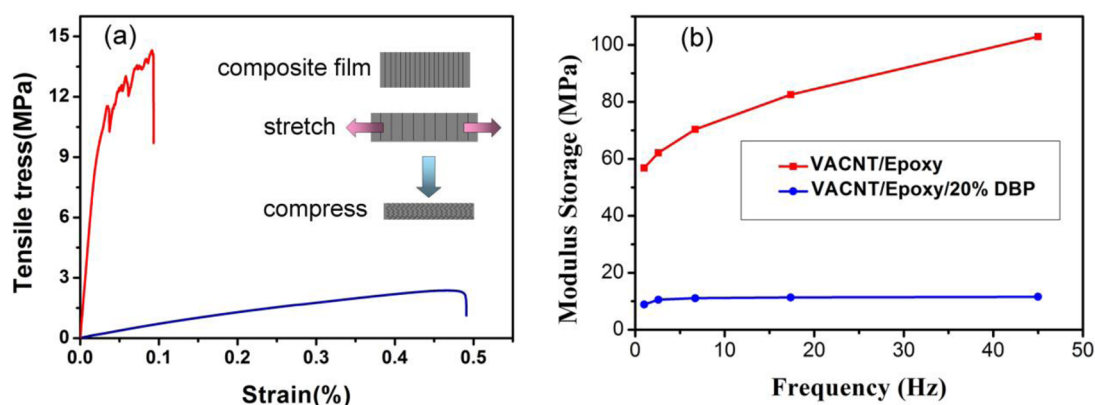 (a)
15
12
9
6
3
0
Tensile tress(MPa)
composite film
stretch
compress
0.0 0.1 0.2 0.3 0.4 0.5
Strain(%)
(b)
100
80
60
40
20
0
Modulus Storage (MPa)
VACNT/Epoxy
VACNT/Epoxy/20% DBP
0 10 20 30 40 50
Frequency (Hz)